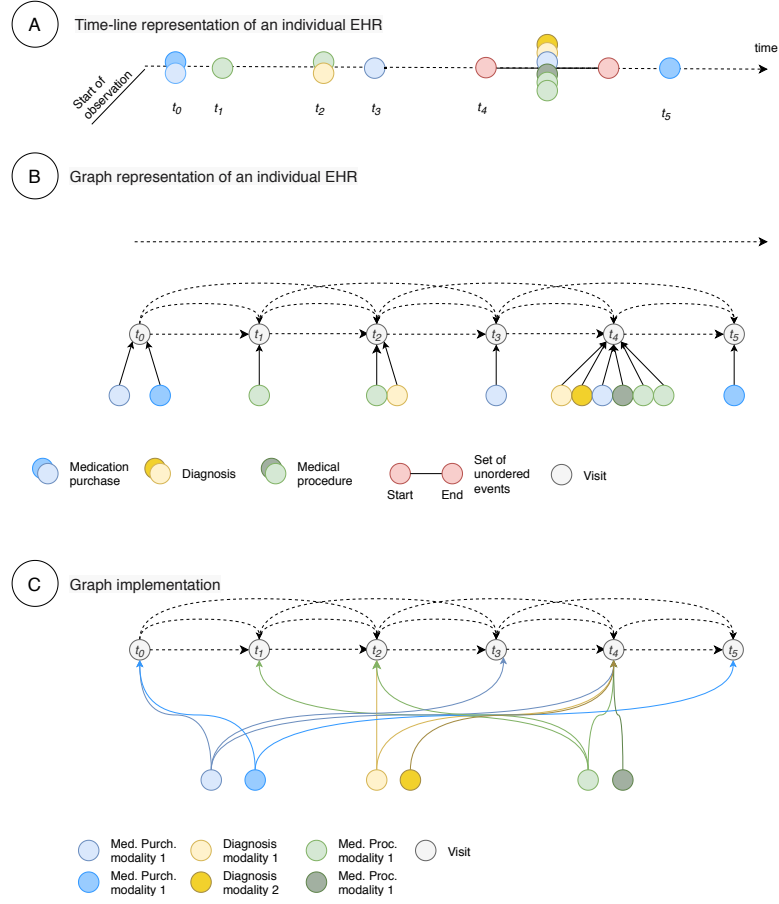 A
Time-line representation of an individual EHR
time
Start of
observation
t0
t1
t2
t3
t4
t5
B
Graph representation of an individual EHR
t0
t1
t2
t3
t4
t5
Medication
purchase
Diagnosis
Medical
procedure
Start
End
Set of
unordered
events
Visit
C
Graph implementation
t0
t1
t2
t3
t4
t5
Med. Purch.
modality 1
Diagnosis
modality 1
Med. Proc.
modality 1
Visit
Med. Purch.
modality 1
Diagnosis
modality 2
Med. Proc.
modality 1